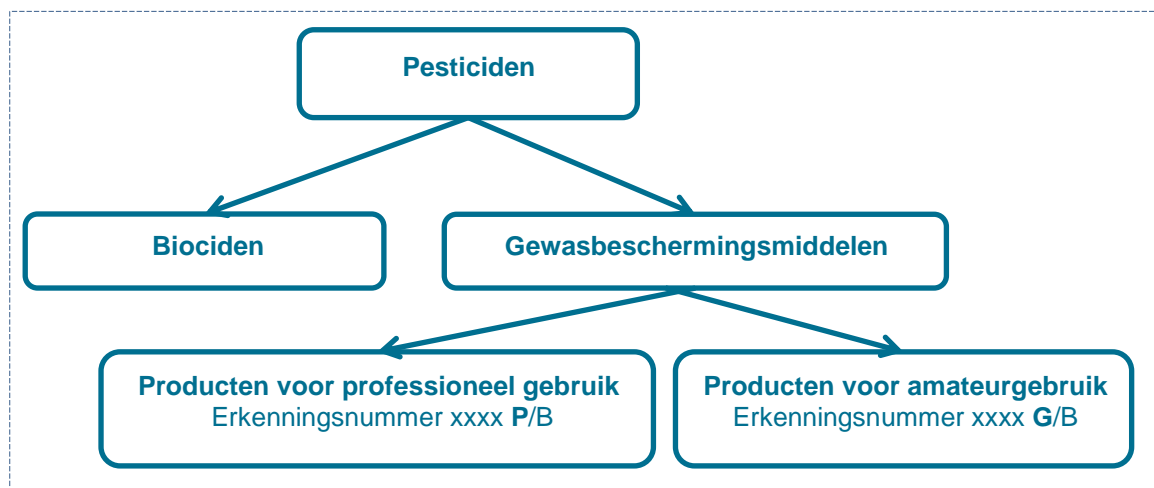 Pesticiden
Biociden
Gewasbeschermingsmiddelen
Producten voor professioneel gebruik
Erkenningsnummer xxxx P/B
Producten voor amateurgebruik
Erkenningsnummer xxxx G/B